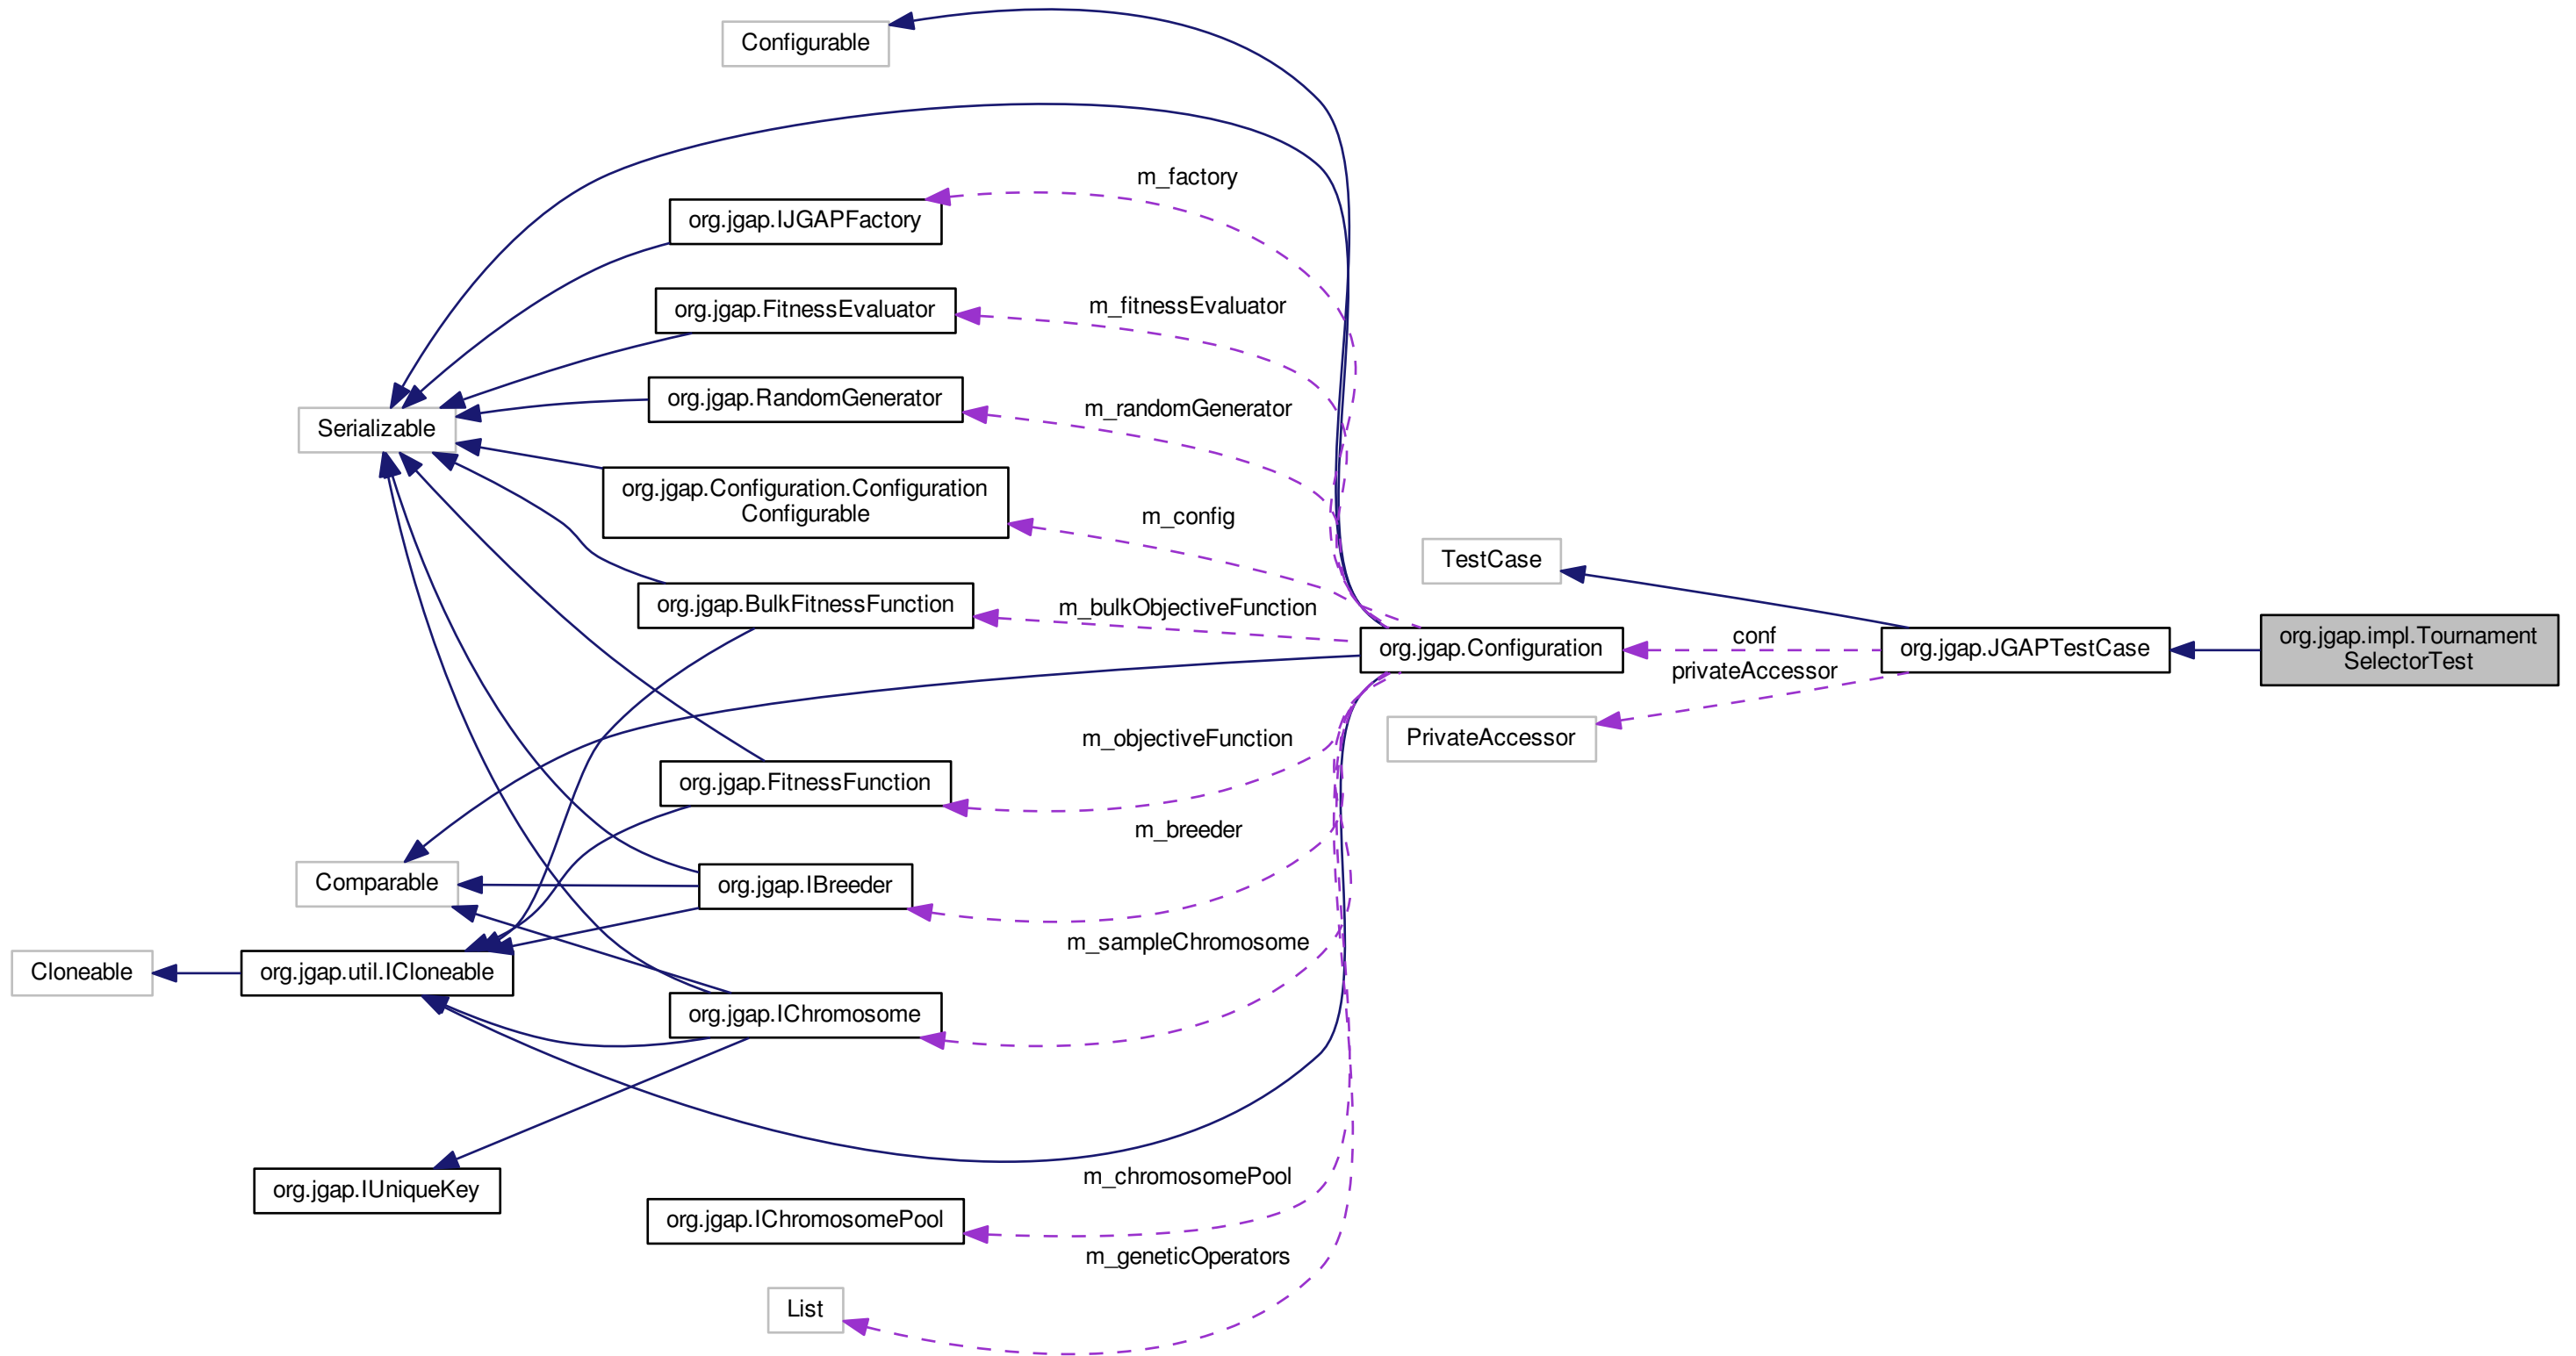 Configurable
m_factory
org.jgap.IJGAPFactory
m_fitnessEvaluator
org.jgap.FitnessEvaluator
m_randomGenerator
org.jgap.RandomGenerator
Serializable
org.jgap.Configuration.Configuration
Configurable
m_config
TestCase
org.jgap.BulkFitnessFunction
m_bulkObjectiveFunction
org.jgap.Configuration
conf
privateAccessor
org.jgap.JGAPTestCase
org.jgap.impl.Tournament
SelectorTest
PrivateAccessor
m_objectiveFunction
org.jgap.FitnessFunction
m_breeder
Comparable
org.jgap.IBreeder
m_sampleChromosome
Cloneable
org.jgap.util.ICloneable
org.jgap.IChromosome
m_chromosomePool
org.jgap.IUniqueKey
org.jgap.IChromosomePool
m_geneticOperators
List